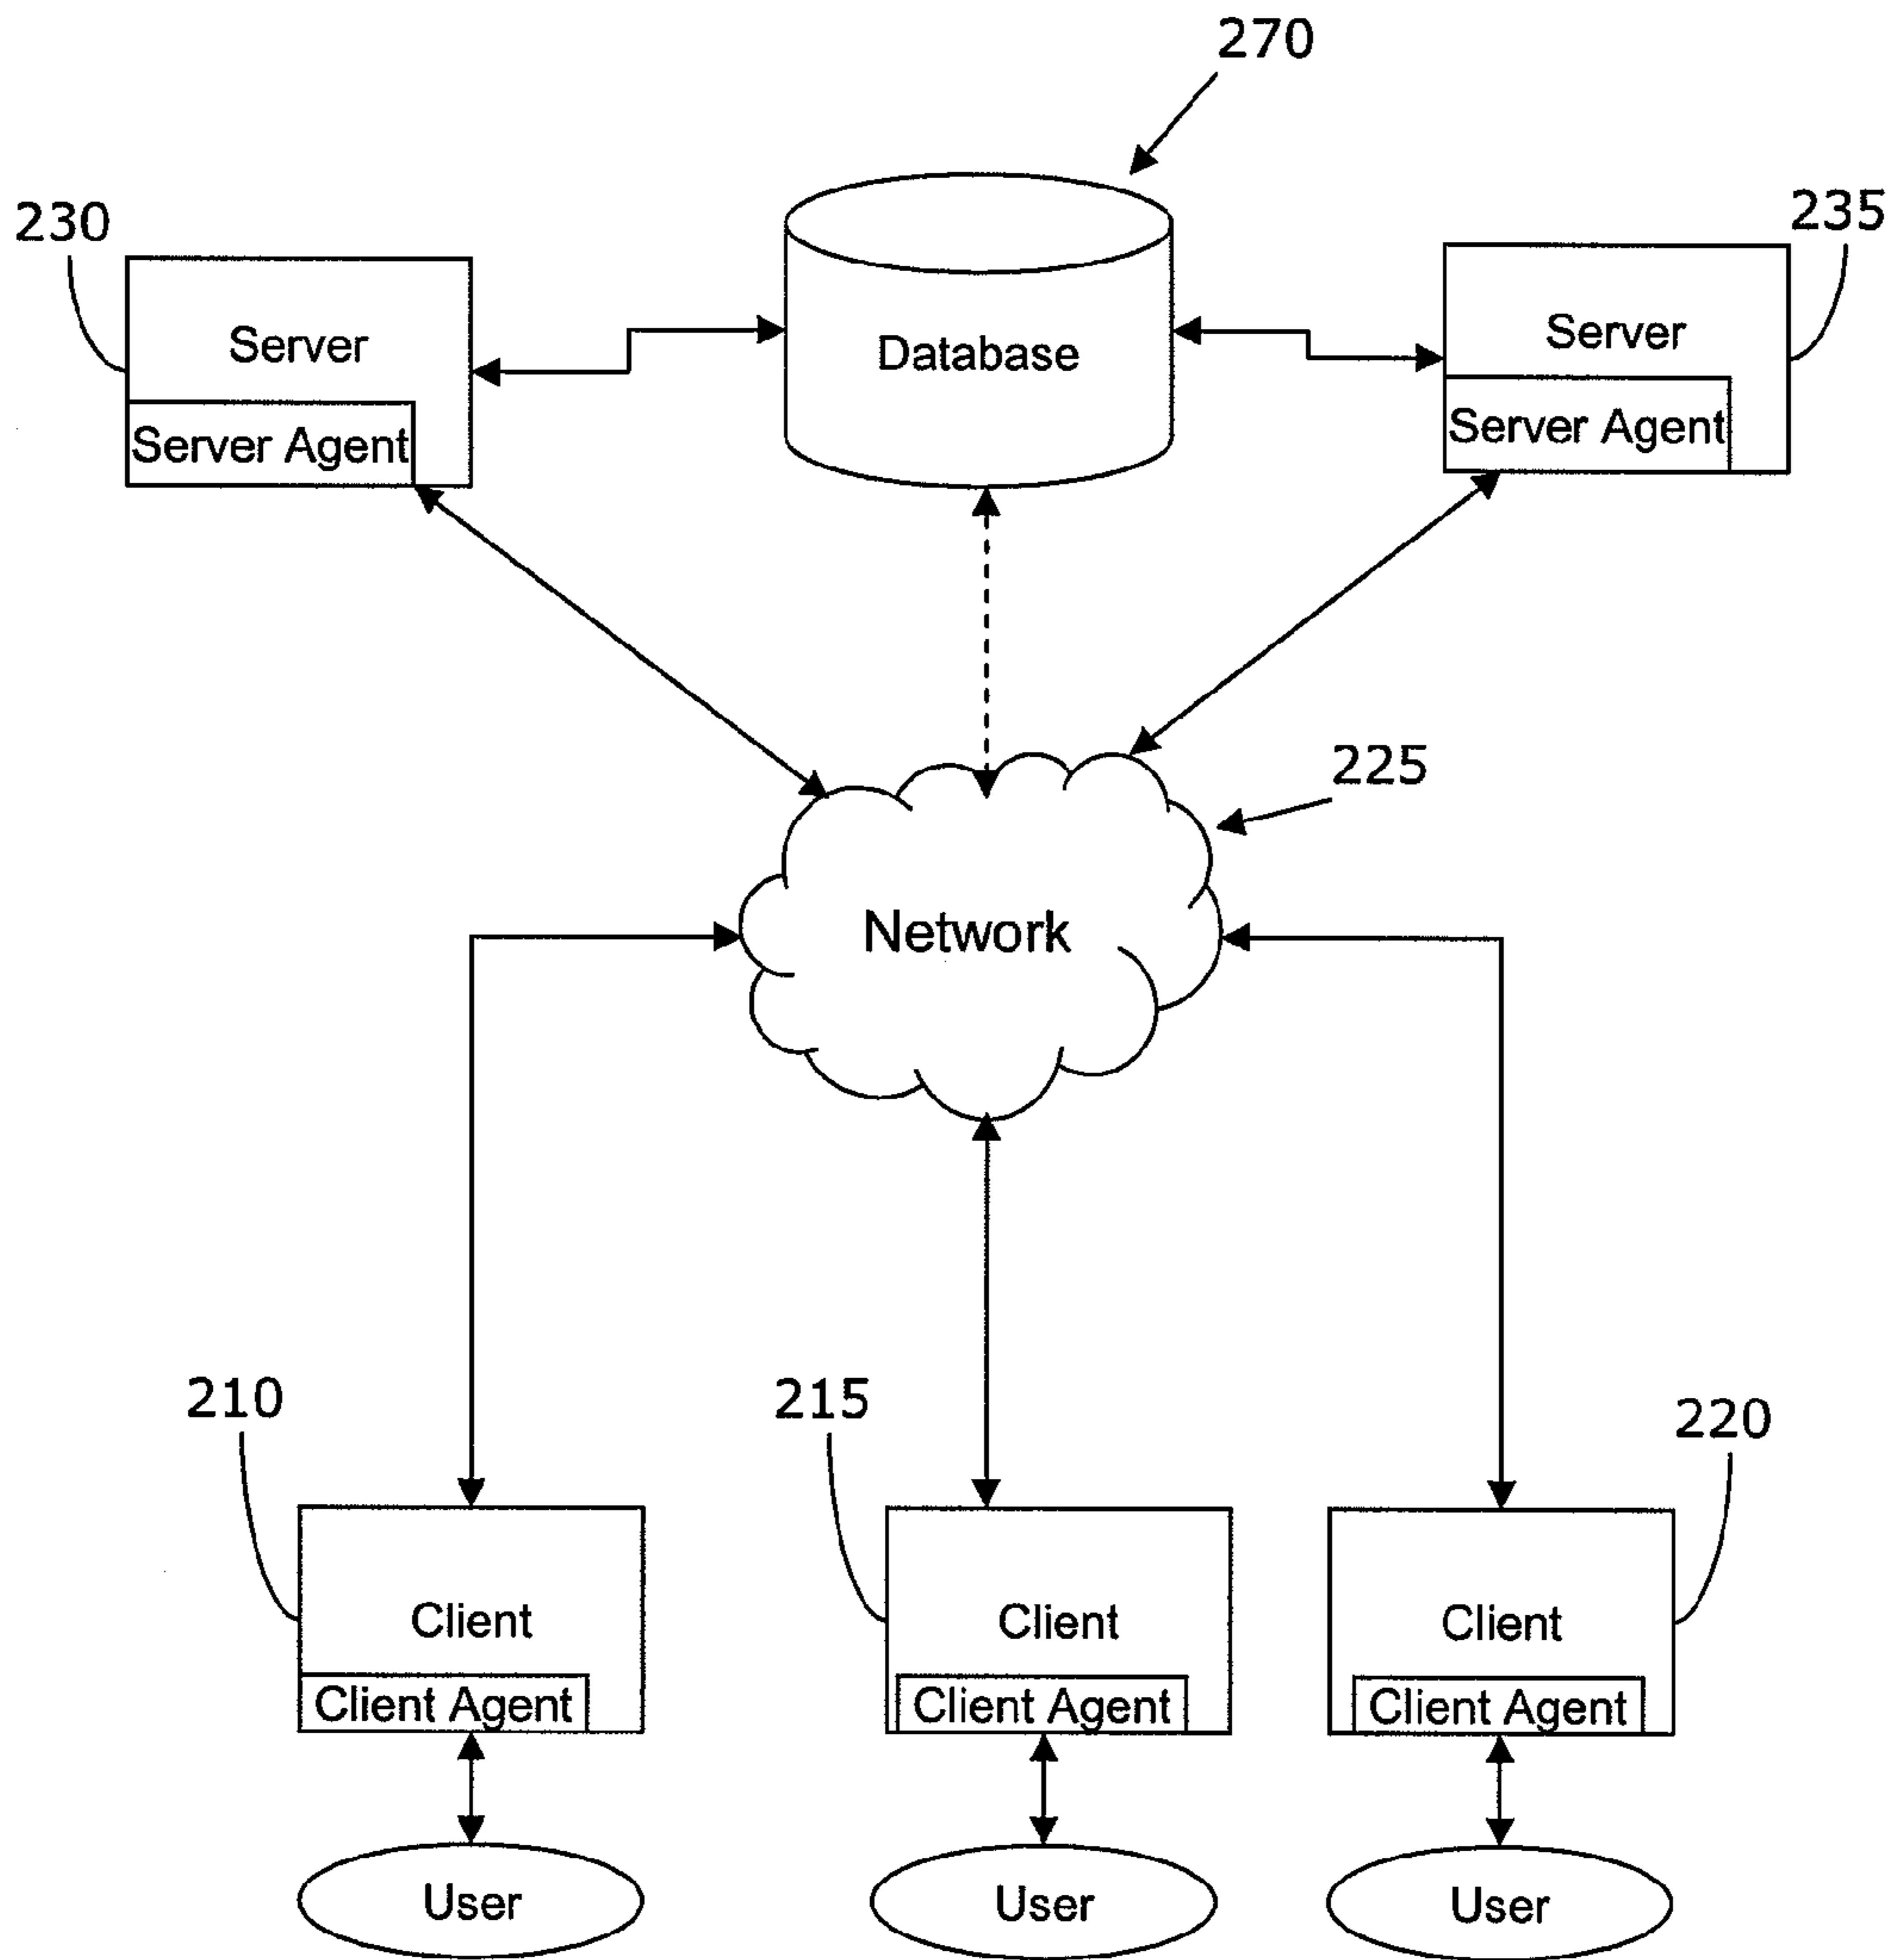 270
230
235
Server
Database
Server
Server Agent
Server Agent
225
Network
210
215
220
Client
Client
Client
Client Agent
Client Agent
Client Agent
User
User
User